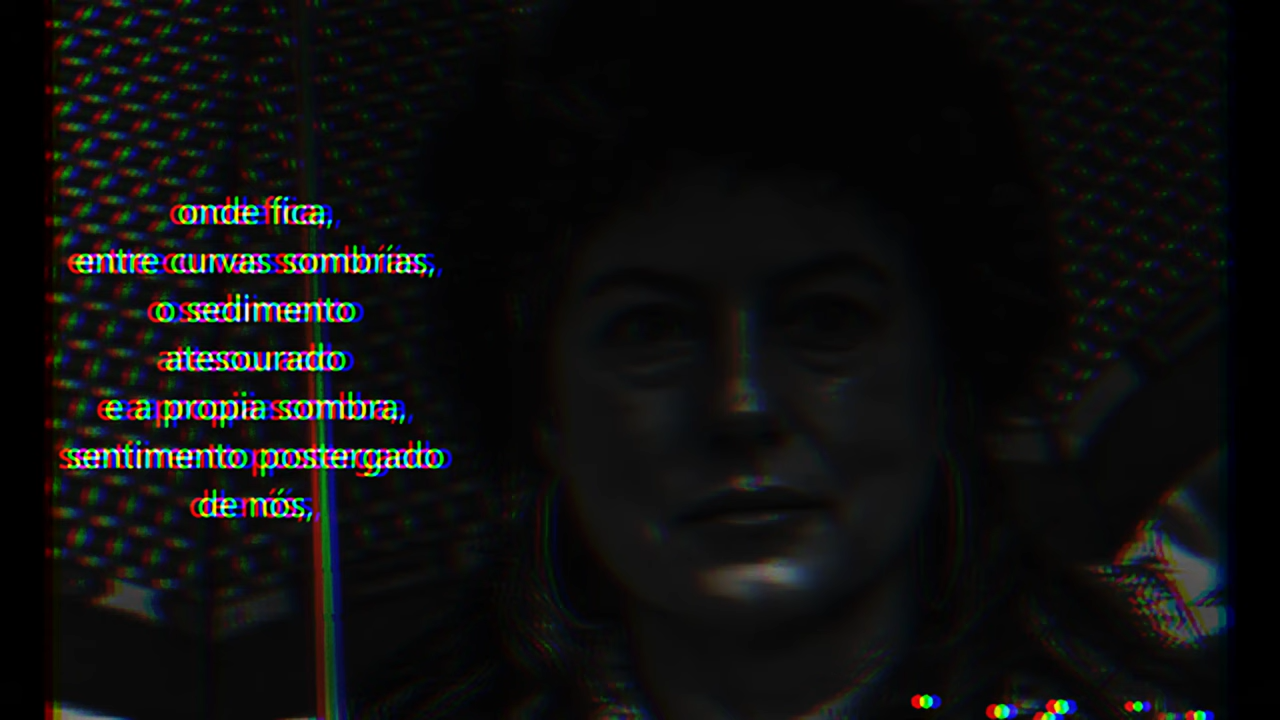 onde fica,
entre curvas sombrías,
o sedimento
atesourado
e a propia sombra,
sentimento postergado
de nós,